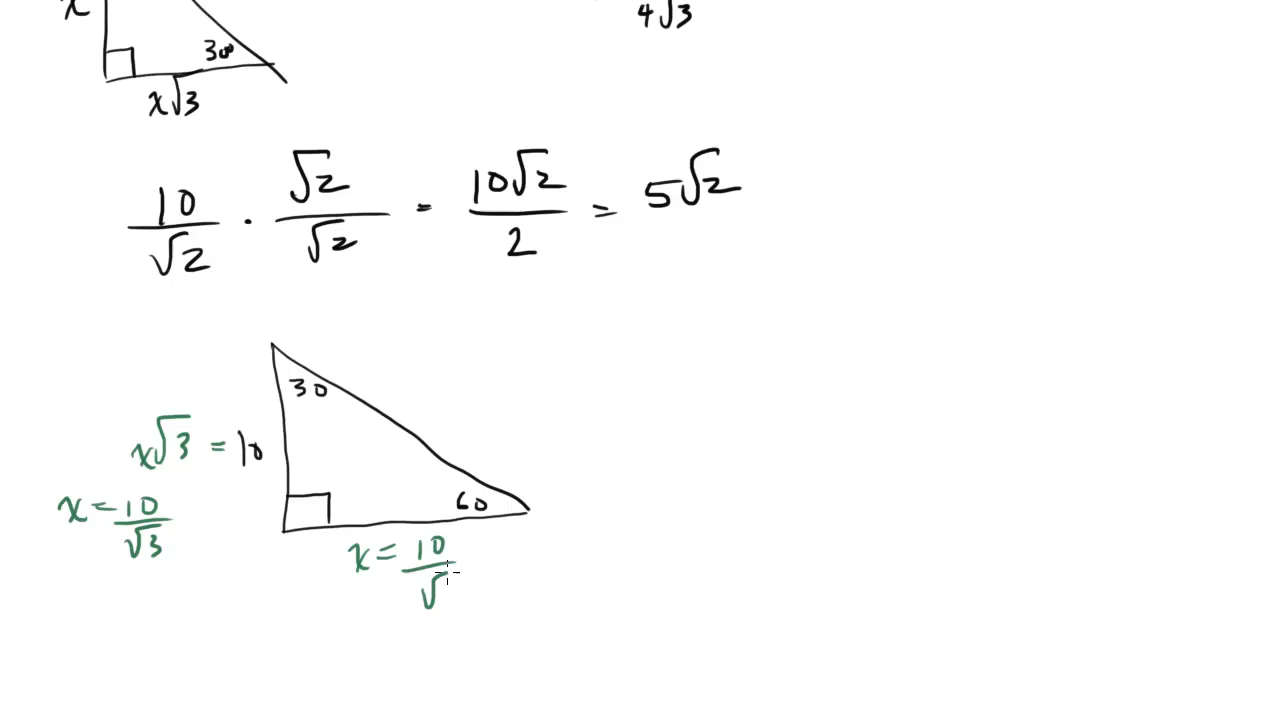 x
4√3
30
x√3
10/√2 · √2/√2 = 10√2/2 = 5√2
30
x√3 = 10
x = 10/√3
60
x = 10/√